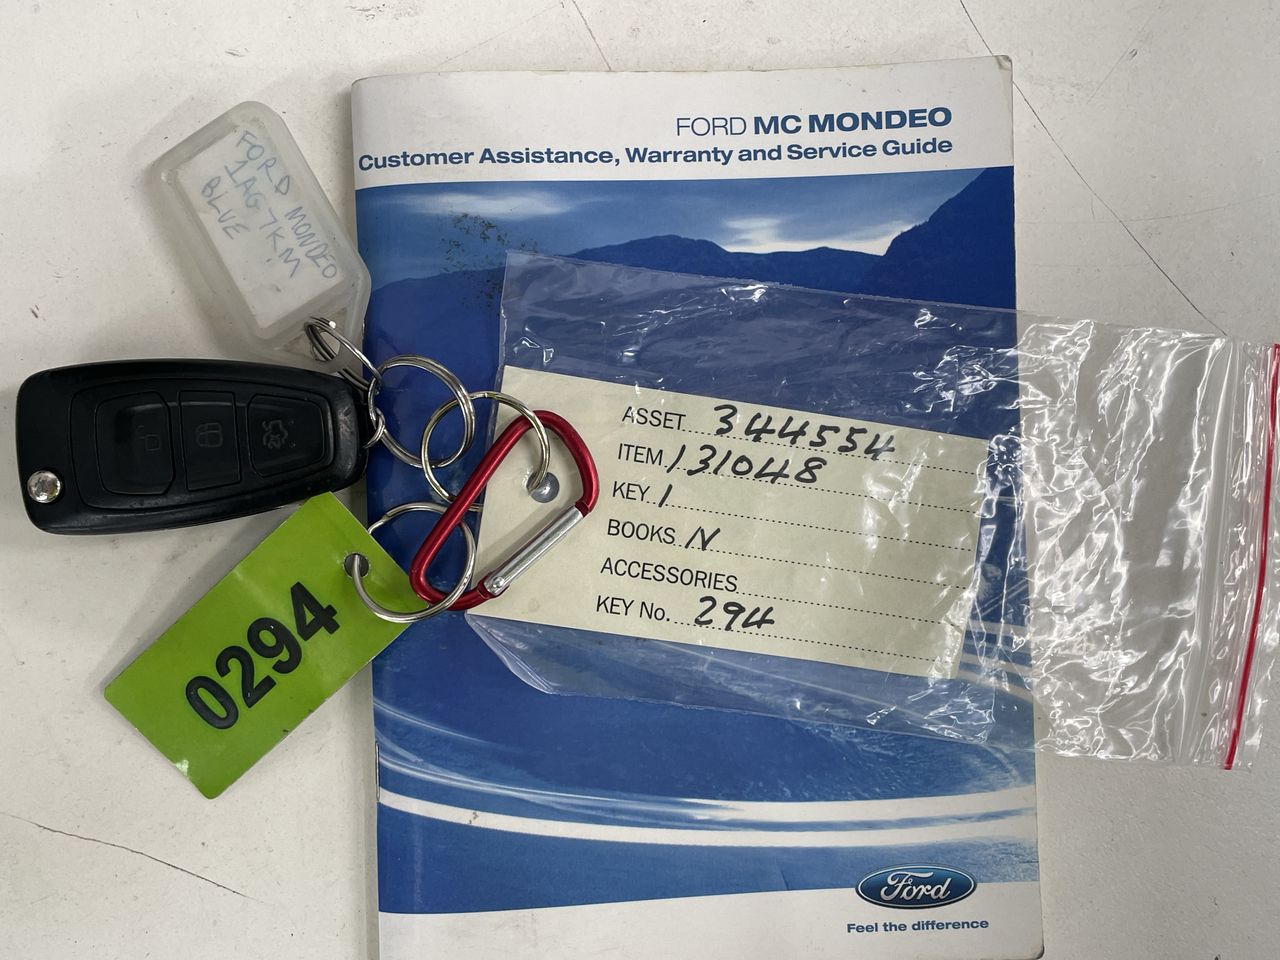 FORD MC MONDEO
Customer Assistance, Warranty and Service Guide
FORD MONDEO
1AG7KM
BLUE
ASSET 344554
ITEM 131048
KEY 1
BOOKS N
ACCESSORIES
KEY No. 294
0294
Ford
Feel the difference